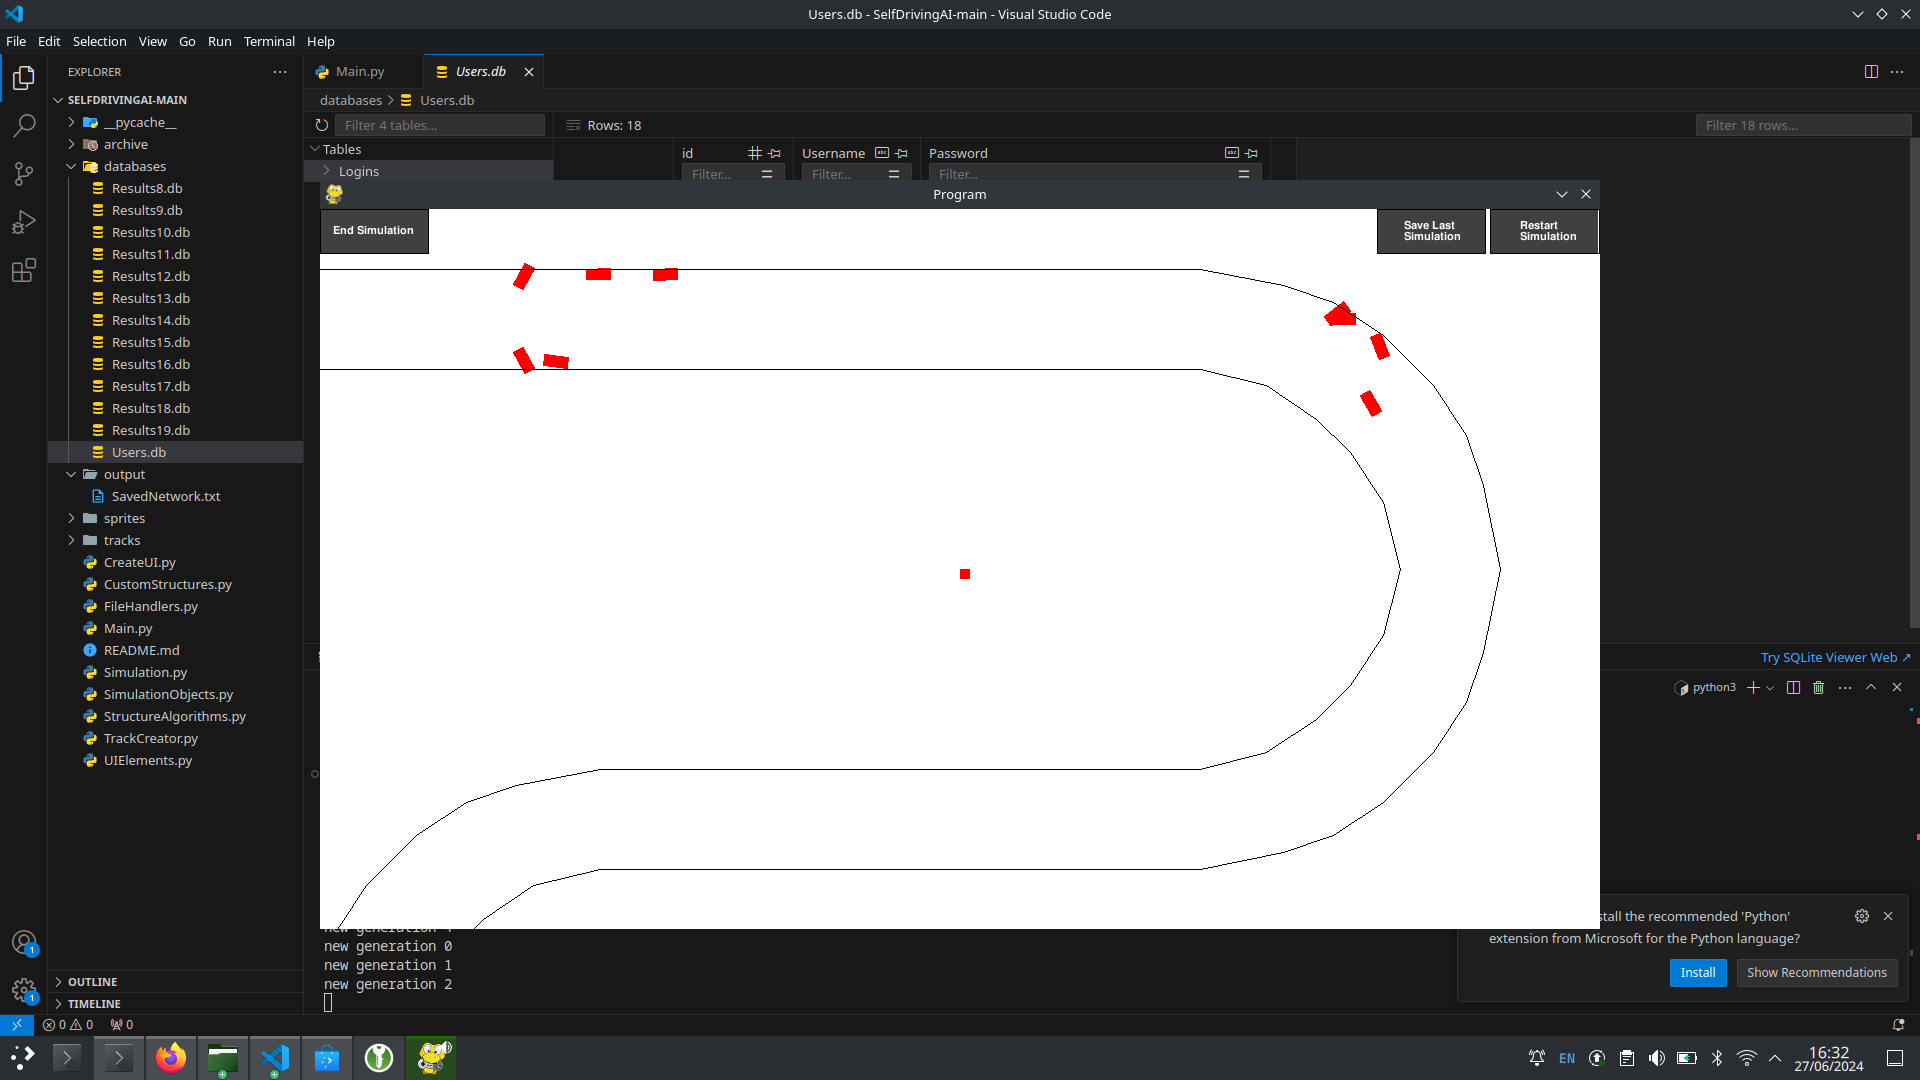 Users.db - SelfDrivingAI-main - Visual Studio Code
File Edit Selection View Go Run Terminal Help
EXPLORER
SELFDRIVINGAI-MAIN
__pycache__
archive
databases
Results8.db
Results9.db
Results10.db
Results11.db
Results12.db
Results13.db
Results14.db
Results15.db
Results16.db
Results17.db
Results18.db
Results19.db
Users.db
output
SavedNetwork.txt
sprites
tracks
CreateUI.py
CustomStructures.py
FileHandlers.py
Main.py
README.md
Simulation.py
SimulationObjects.py
StructureAlgorithms.py
TrackCreator.py
UIElements.py
OUTLINE
TIMELINE
Main.py Users.db
databases > Users.db
Filter 4 tables... Rows: 18 Filter 18 rows...
Tables
Logins
id Username Password
Filter... Filter... Filter...
Program
End Simulation
Save Last
Simulation
Restart
Simulation
Try SQLite Viewer Web ↗
python3
new generation 0
new generation 1
new generation 2
stall the recommended 'Python'
extension from Microsoft for the Python language?
Install Show Recommendations
1
1
0 0 0
EN
16:32
27/06/2024